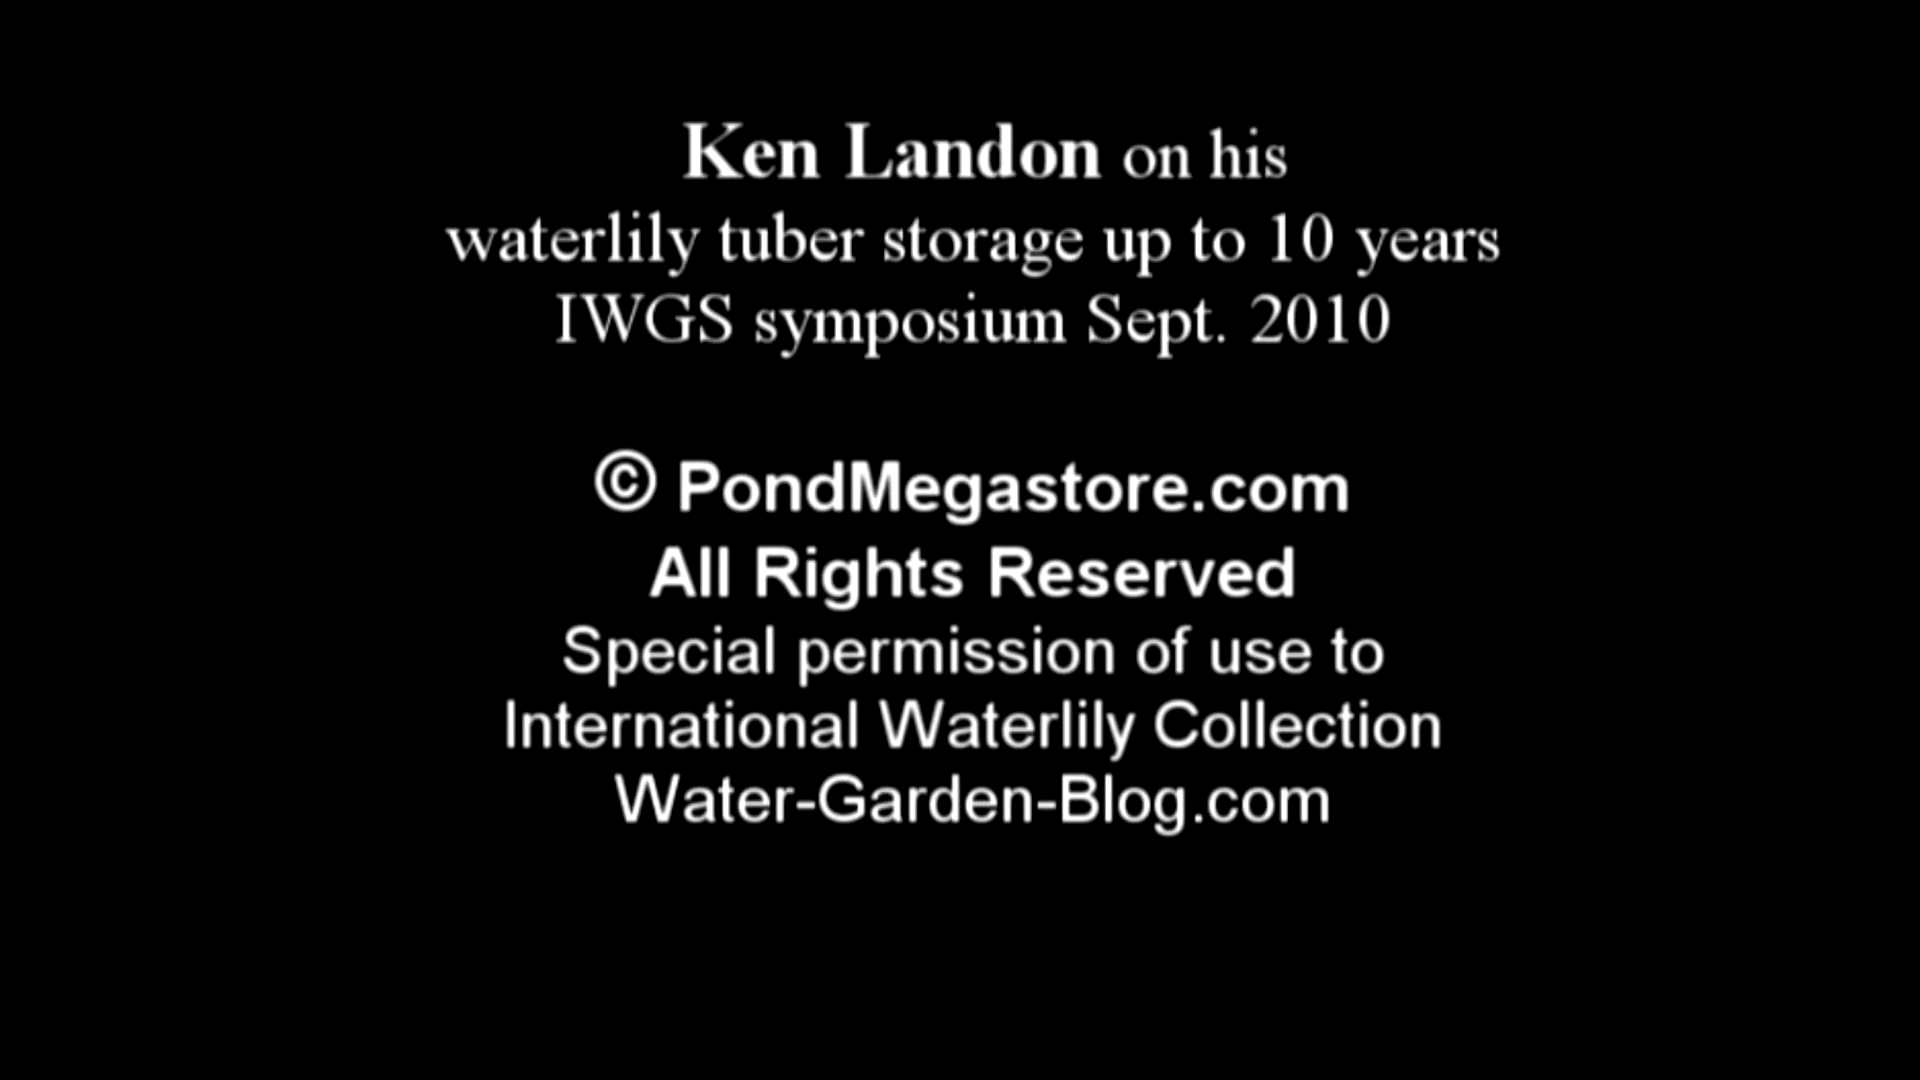 Ken Landon on his
waterlily tuber storage up to 10 years
IWGS symposium Sept. 2010
© PondMegastore.com
All Rights Reserved
Special permission of use to
International Waterlily Collection
Water-Garden-Blog.com